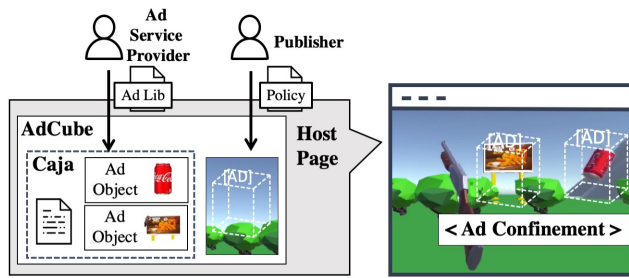 Ad
Service
Provider
Publisher
Ad Lib
Policy
AdCube
Host
Page
Caja
Ad
Object
Ad
Object
[AD]
[AD]
[AD]
< Ad Confinement >